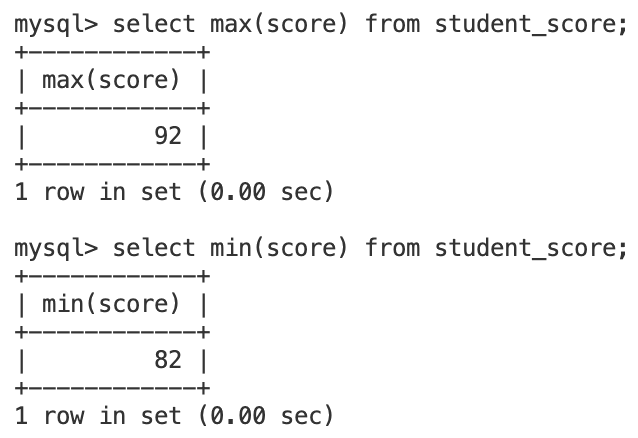 mysql> select max(score) from student_score;
+------------+
| max(score) |
+------------+
|         92 |
+------------+
1 row in set (0.00 sec)

mysql> select min(score) from student_score;
+------------+
| min(score) |
+------------+
|         82 |
+------------+
1 row in set (0.00 sec)